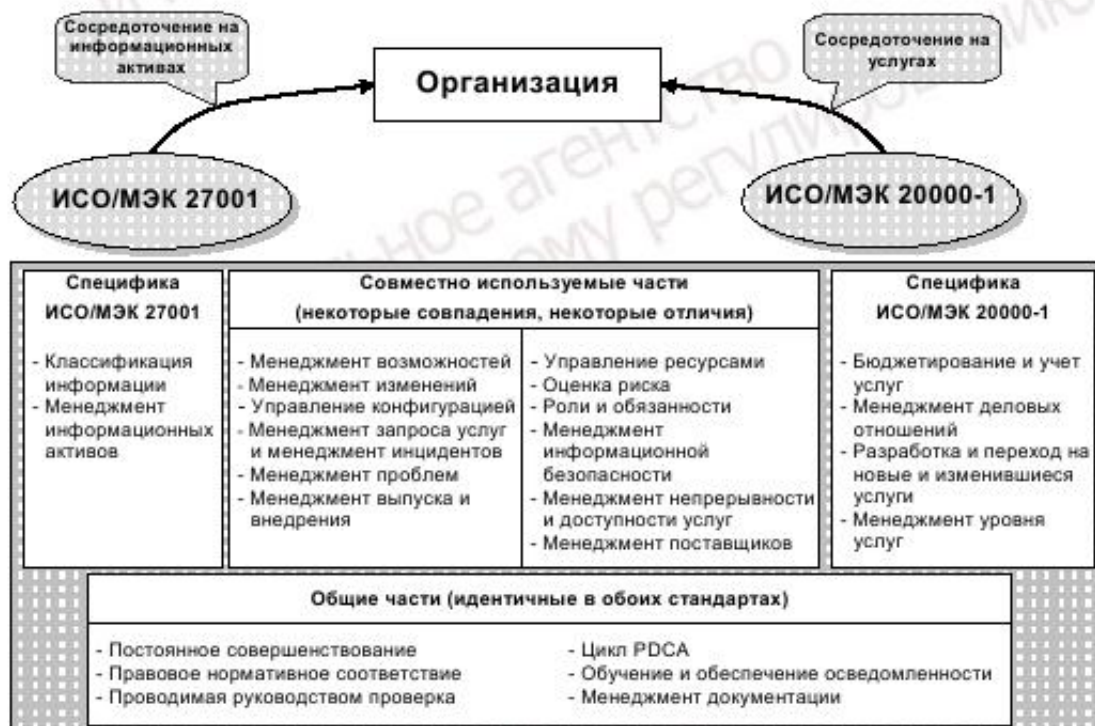 Сосредоточение на
информационных
активах
Организация
Сосредоточение на
услугах
ИСО/МЭК 27001
ИСО/МЭК 20000-1
Специфика
ИСО/МЭК 27001
- Классификация
информации
- Менеджмент
информационных
активов
Совместно используемые части
(некоторые совпадения, некоторые отличия)
- Менеджмент возможностей
- Менеджмент изменений
- Управление конфигурацией
- Менеджмент запроса услуг
и менеджмент инцидентов
- Менеджмент проблем
- Менеджмент выпуска и
внедрения
- Управление ресурсами
- Оценка риска
- Роли и обязанности
- Менеджмент
информационной
безопасности
- Менеджмент непрерывности
и доступности услуг
- Менеджмент поставщиков
Специфика
ИСО/МЭК 20000-1
- Бюджетирование и учет
услуг
- Менеджмент деловых
отношений
- Разработка и переход на
новые и изменившиеся
услуги
- Менеджмент уровня
услуг
Общие части (идентичные в обоих стандартах)
- Постоянное совершенствование
- Правовое нормативное соответствие
- Проводимая руководством проверка
- Цикл PDCA
- Обучение и обеспечение осведомленности
- Менеджмент документации
агентство